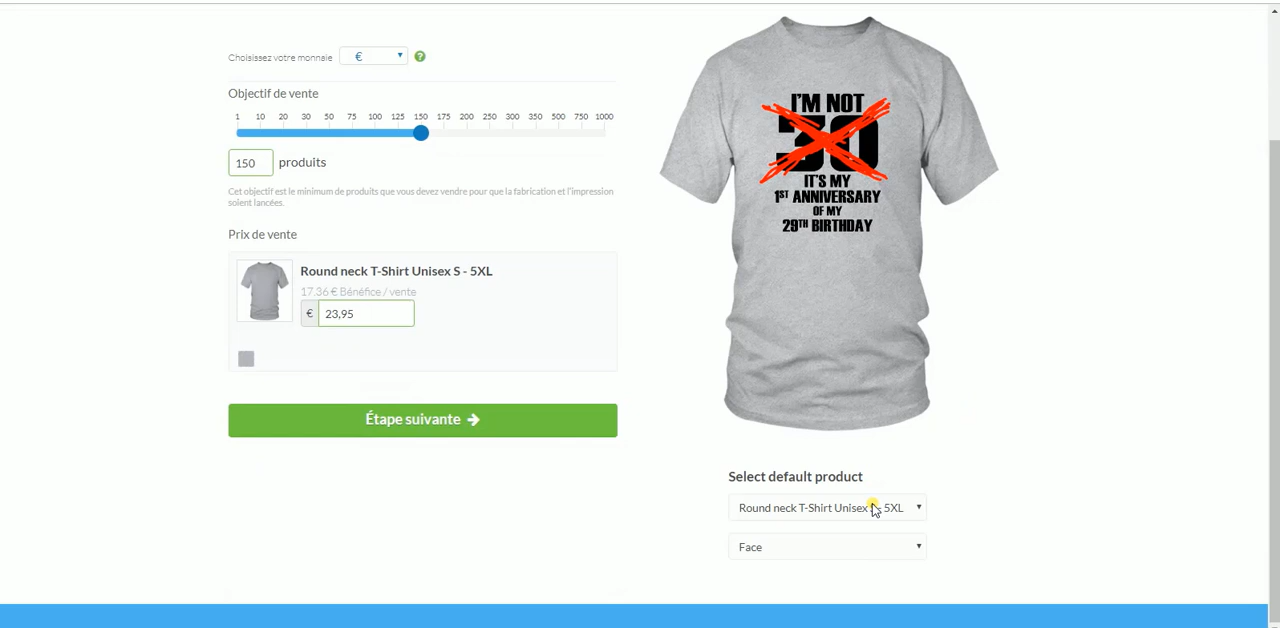 Choisissez votre monnaie € ?
Objectif de vente
1 10 20 30 50 75 100 125 150 175 200 250 300 350 500 750 1000
150 produits
Cet objectif est le minimum de produits que vous devez vendre pour que la fabrication et l'impression
soient lancées.
Prix de vente
Round neck T-Shirt Unisex S - 5XL
17.36 € Bénéfice / vente
€ 23,95
Étape suivante
I'M NOT
30
IT'S MY
1ST ANNIVERSARY
OF MY
29TH BIRTHDAY
Select default product
Round neck T-Shirt Unisex - 5XL
Face